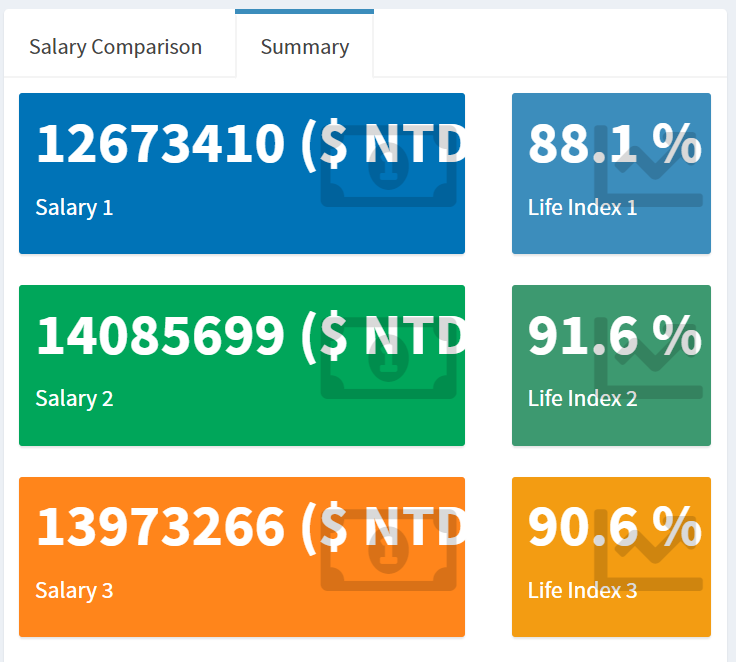 Salary Comparison
Summary
12673410 ($ NTD
88.1 %
Salary 1
Life Index 1
14085699 ($ NTD
91.6 %
Salary 2
Life Index 2
13973266 ($ NTD
90.6 %
Salary 3
Life Index 3